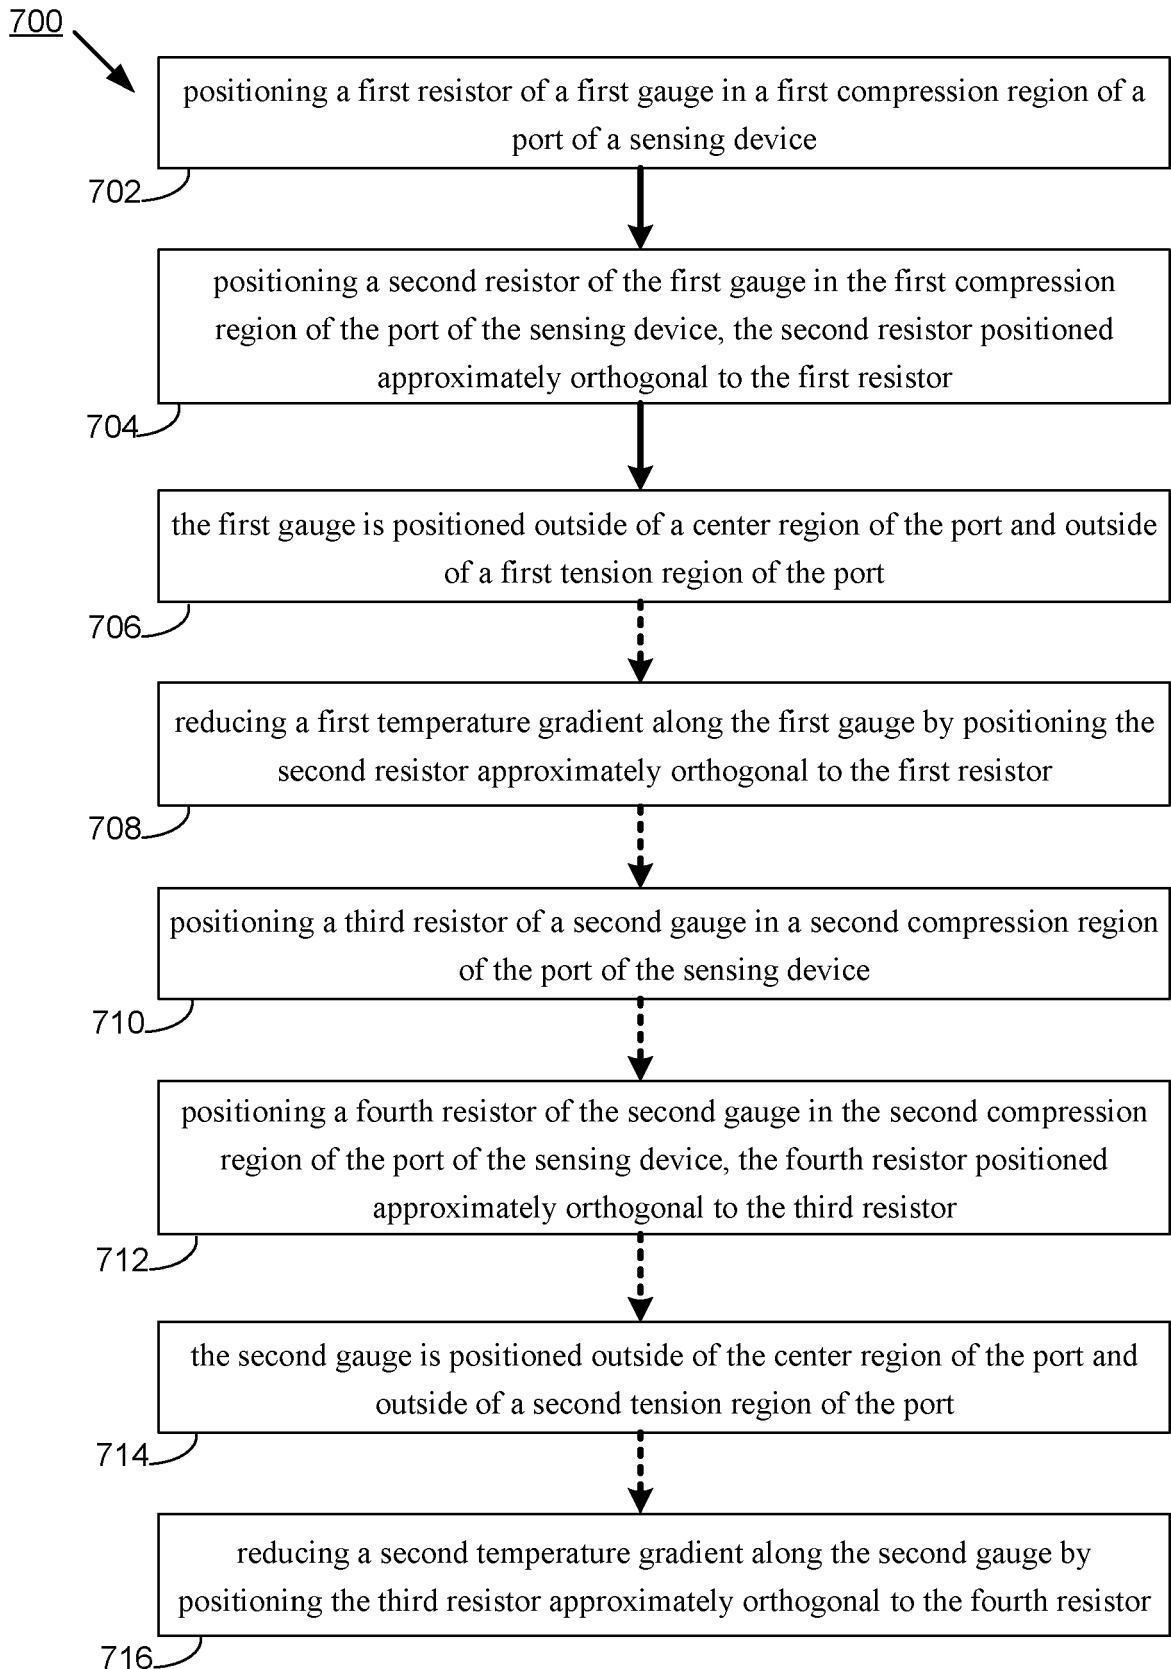 700
positioning a first resistor of a first gauge in a first compression region of a
port of a sensing device
702
positioning a second resistor of the first gauge in the first compression
region of the port of the sensing device, the second resistor positioned
approximately orthogonal to the first resistor
704
the first gauge is positioned outside of a center region of the port and outside
of a first tension region of the port
706
reducing a first temperature gradient along the first gauge by positioning the
second resistor approximately orthogonal to the first resistor
708
positioning a third resistor of a second gauge in a second compression region
of the port of the sensing device
710
positioning a fourth resistor of the second gauge in the second compression
region of the port of the sensing device, the fourth resistor positioned
approximately orthogonal to the third resistor
712
the second gauge is positioned outside of the center region of the port and
outside of a second tension region of the port
714
reducing a second temperature gradient along the second gauge by
positioning the third resistor approximately orthogonal to the fourth resistor
716